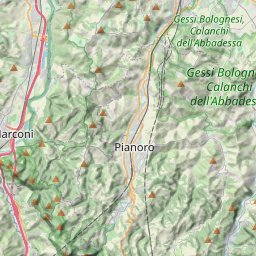 Gessi Bolognesi,
Calanchi
dell'Abbadessa
Gessi Bologn
Calanchi
dell'Abbades
Marconi
Pianoro